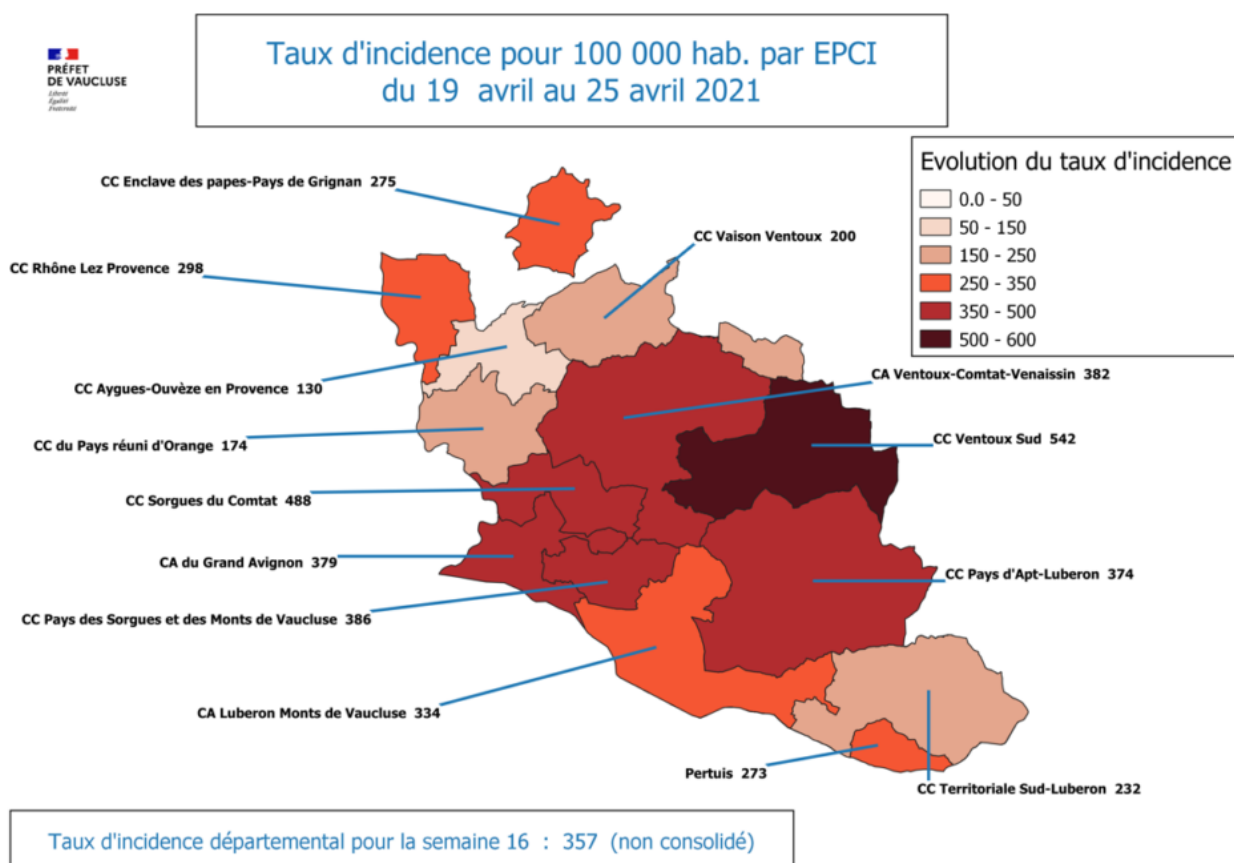 Taux d'incidence pour 100 000 hab. par EPCI
du 19 avril au 25 avril 2021
PRÉFET
DE VAUCLUSE
Liberté
Égalité
Fraternité
Evolution du taux d'incidence
0.0 - 50
50 - 150
150 - 250
250 - 350
350 - 500
500 - 600
CC Enclave des papes-Pays de Grignan 275
CC Vaison Ventoux 200
CC Rhône Lez Provence 298
CA Ventoux-Comtat-Venaissin 382
CC Aygues-Ouvèze en Provence 130
CC Ventoux Sud 542
CC du Pays réuni d'Orange 174
CC Sorgues du Comtat 488
CA du Grand Avignon 379
CC Pays d'Apt-Luberon 374
CC Pays des Sorgues et des Monts de Vaucluse 386
CA Luberon Monts de Vaucluse 334
Pertuis 273
CC Territoriale Sud-Luberon 232
Taux d'incidence départemental pour la semaine 16 : 357 (non consolidé)